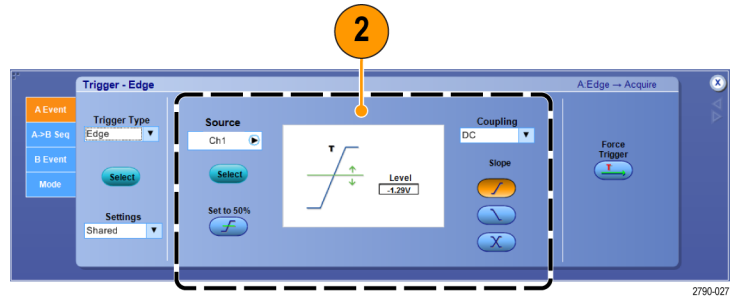 2
Trigger - Edge
A:Edge → Acquire
X
A Event
A->B Seq
B Event
Mode
Trigger Type
Edge
Select
Settings
Shared
Source
Ch1
Select
Set to 50%
T
Level
-1.29V
Coupling
DC
Slope
Force
Trigger
T
2790-027